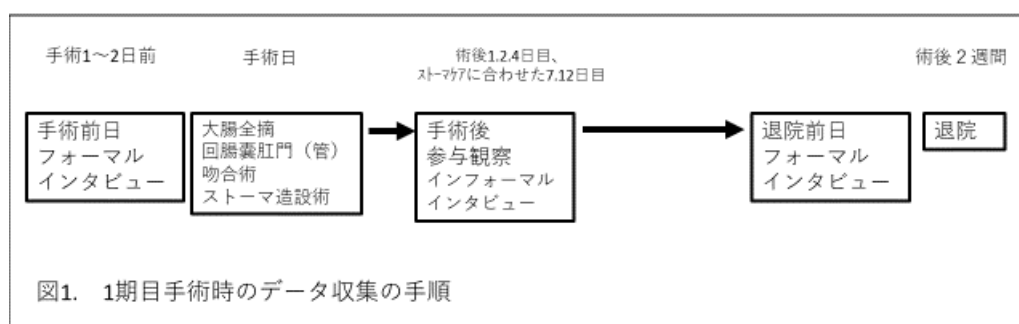 手術1～2日前
手術日
術後1.2.4日目、
ストーマケアに合わせた7.12日目
術後２週間
手術前日
フォーマル
インタビュー
大腸全摘
回腸嚢肛門（管）
吻合術
ストーマ造設術
手術後
参与観察
インフォーマル
インタビュー
退院前日
フォーマル
インタビュー
退院
図1.　1期目手術時のデータ収集の手順